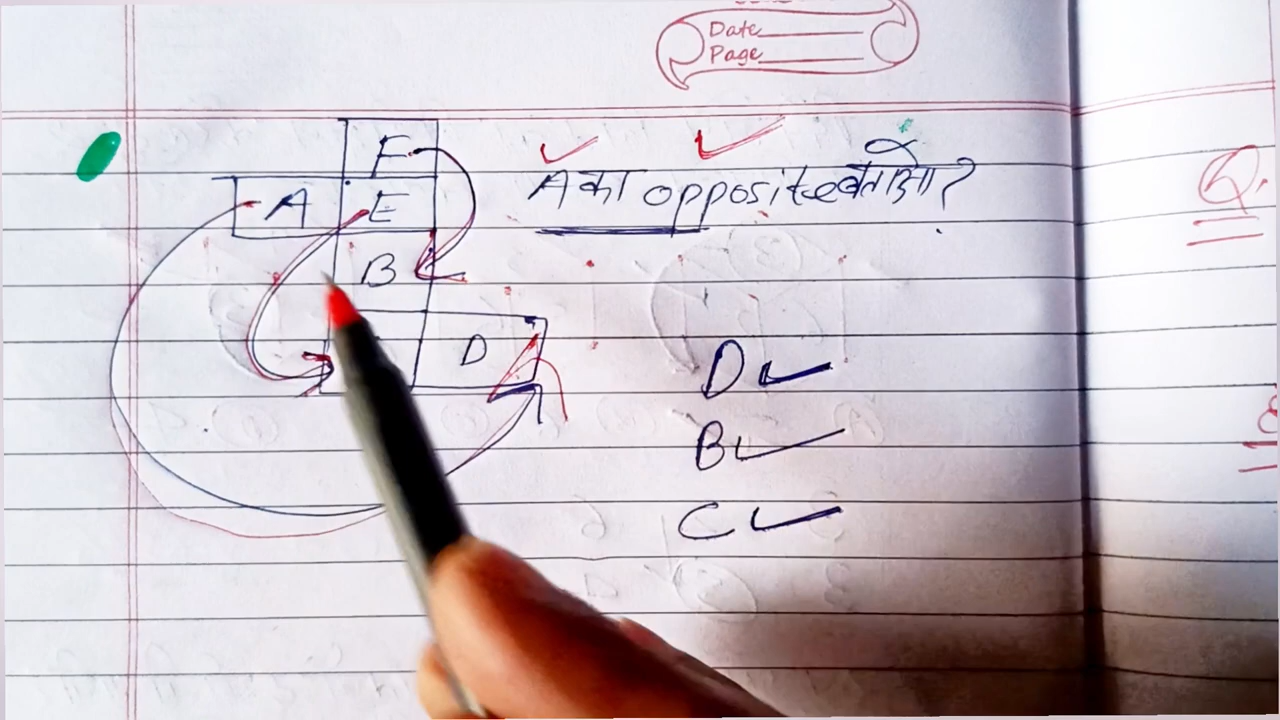 Date
Page
F
A का opposite बताओ?
Q.
A E
B
D
D
B
C